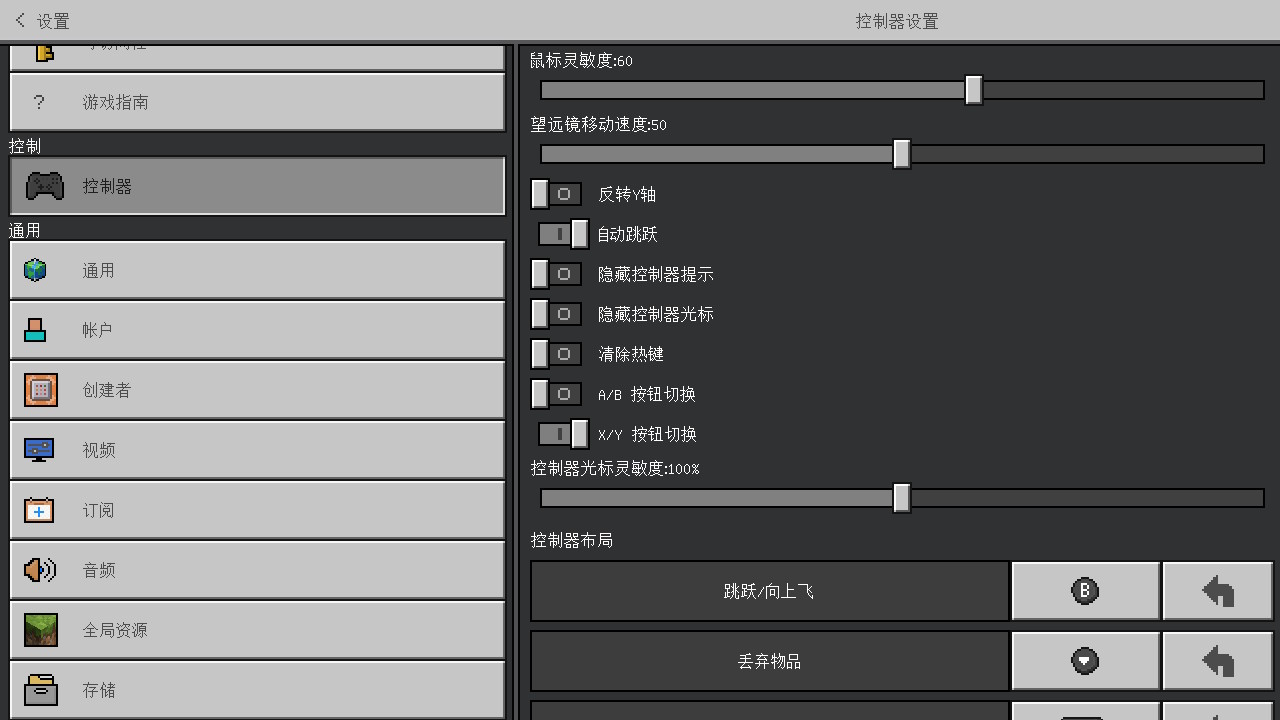 设置
控制器设置
游戏指南
控制
控制器
通用
通用
帐户
创建者
视频
订阅
音频
全局资源
存储
鼠标灵敏度:60
望远镜移动速度:50
反转Y轴
自动跳跃
隐藏控制器提示
隐藏控制器光标
清除热键
A/B 按钮切换
X/Y 按钮切换
控制器光标灵敏度:100%
控制器布局
跳跃/向上飞
B
丢弃物品